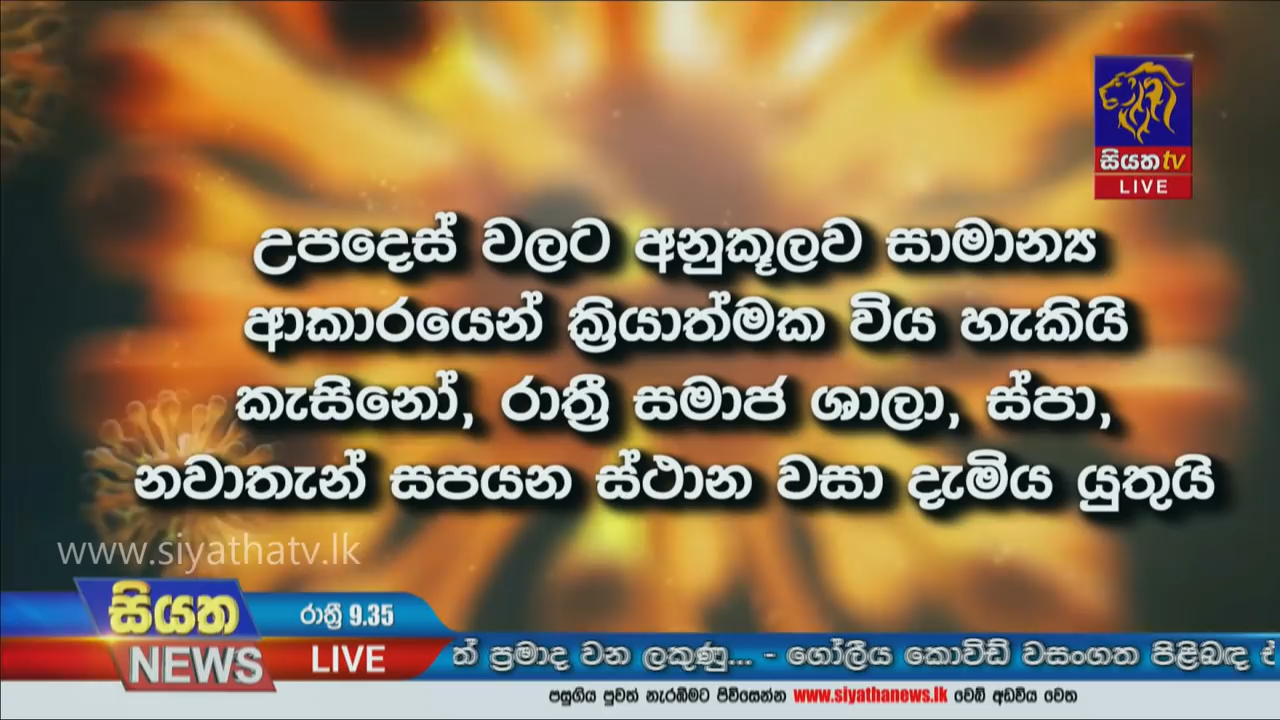 සියත tv
LIVE
උපදෙස් වලට අනුකූලව සාමාන්‍ය
ආකාරයෙන් ක්‍රියාත්මක විය හැකියි
කැසිනෝ, රාත්‍රී සමාජ ශාලා, ස්පා,
නවාතැන් සපයන ස්ථාන වසා දැමිය යුතුයි
www.siyathatv.lk
සියත
රාත්‍රී 9.35
NEWS
LIVE
ත් ප්‍රමාද වන ලකුණු... - ගෝලීය කොවිඩ් වසංගත පිළිබඳ
පසුගිය පුවත් නැරඹීමට පිවිසෙන්න www.siyathanews.lk වෙබ් අඩවිය වෙත